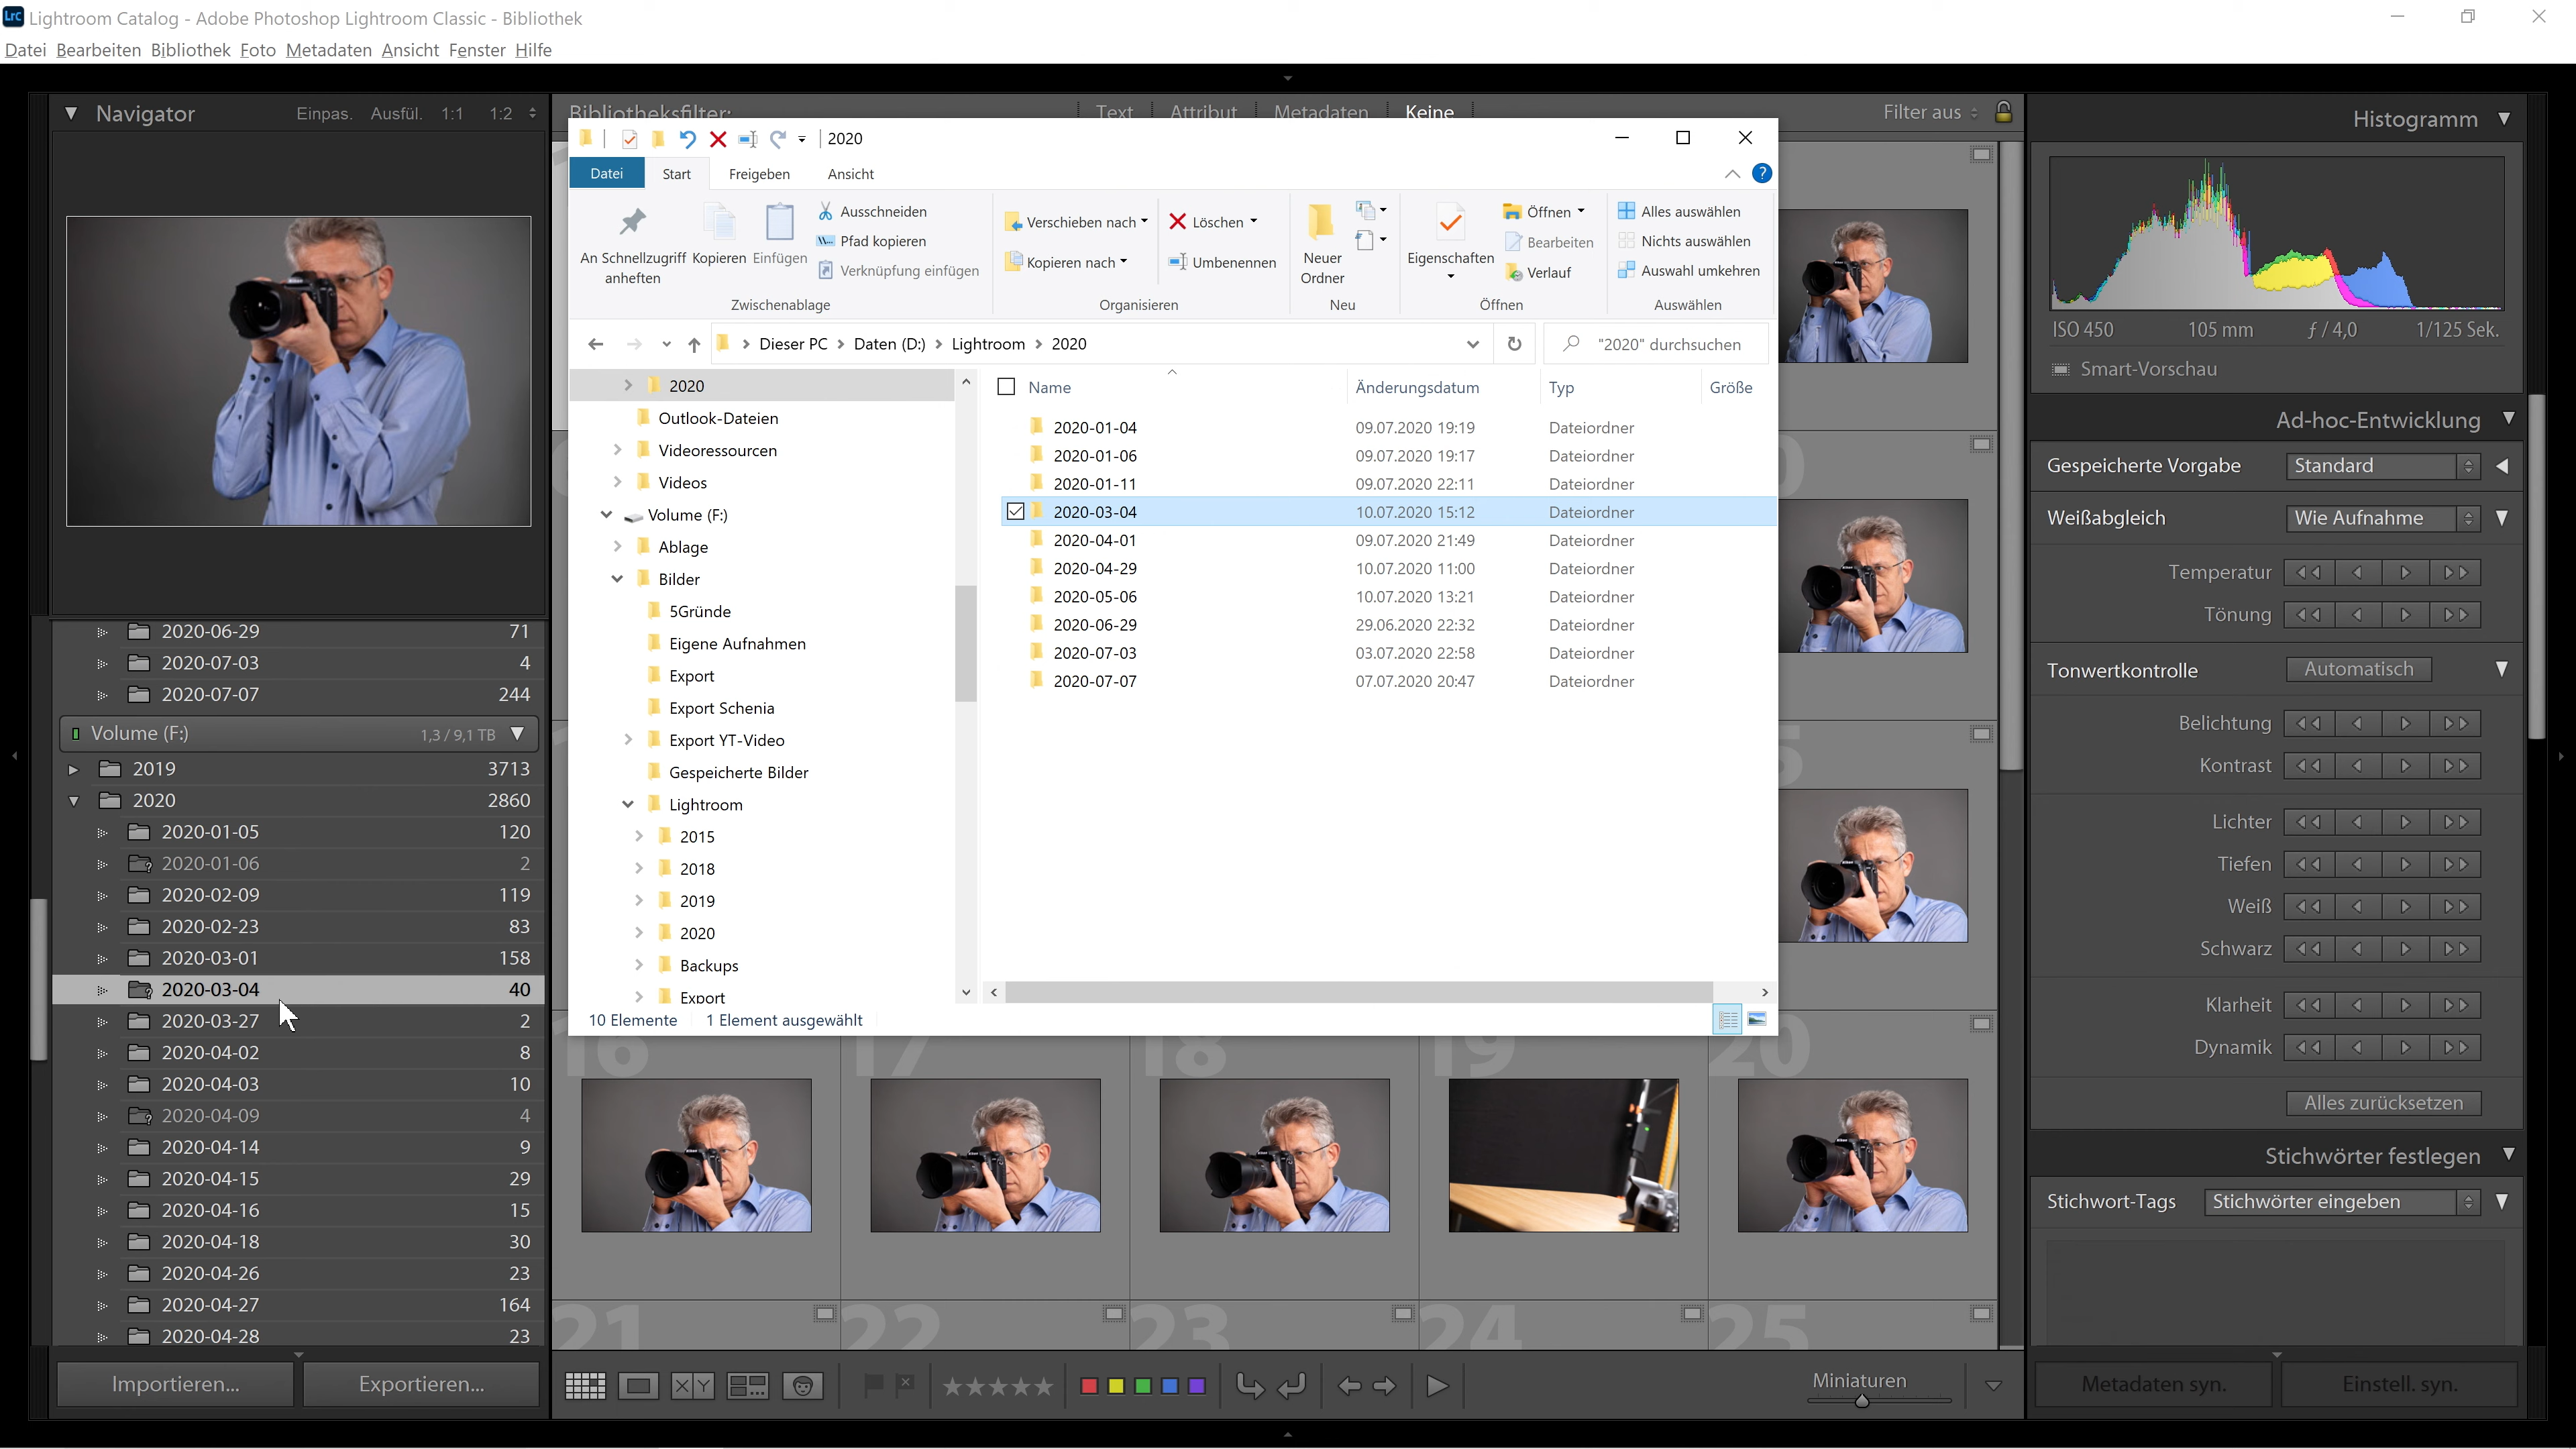 Lrc Lightroom Catalog - Adobe Photoshop Lightroom Classic - Bibliothek
Datei Bearbeiten Bibliothek Foto Metadaten Ansicht Fenster Hilfe
Navigator Einpas. Ausfül. 1:1 1:2
2020-06-29 71
2020-07-03 4
2020-07-07 244
Volume (F:) 1,3 / 9,1 TB
2019 3713
2020 2860
2020-01-05 120
2020-01-06 2
2020-02-09 119
2020-02-23 83
2020-03-01 158
2020-03-04 40
2020-03-27 2
2020-04-02 8
2020-04-03 10
2020-04-09 4
2020-04-14 9
2020-04-15 29
2020-04-16 15
2020-04-18 30
2020-04-26 23
2020-04-27 164
2020-04-28 23
Importieren... Exportieren...
Bibliotheksfilter: Text Attribut Metadaten Keine Filter aus
2020
Datei Start Freigeben Ansicht
An Schnellzugriff anheften
Kopieren
Einfügen
Ausschneiden
Pfad kopieren
Verknüpfung einfügen
Zwischenablage
Verschieben nach
Kopieren nach
Löschen
Umbenennen
Organisieren
Neuer
Ordner
Neu
Eigenschaften
Öffnen
Bearbeiten
Verlauf
Öffnen
Alles auswählen
Nichts auswählen
Auswahl umkehren
Auswählen
Dieser PC > Daten (D:) > Lightroom > 2020
"2020" durchsuchen
2020
Outlook-Dateien
Videoressourcen
Videos
Volume (F:)
Ablage
Bilder
5Gründe
Eigene Aufnahmen
Export
Export Schenia
Export YT-Video
Gespeicherte Bilder
Lightroom
2015
2018
2019
2020
Backups
Export
Name Änderungsdatum Typ Größe
2020-01-04 09.07.2020 19:19 Dateiordner
2020-01-06 09.07.2020 19:17 Dateiordner
2020-01-11 09.07.2020 22:11 Dateiordner
2020-03-04 10.07.2020 15:12 Dateiordner
2020-04-01 09.07.2020 21:49 Dateiordner
2020-04-29 10.07.2020 11:00 Dateiordner
2020-05-06 10.07.2020 13:21 Dateiordner
2020-06-29 29.06.2020 22:32 Dateiordner
2020-07-03 03.07.2020 22:58 Dateiordner
2020-07-07 07.07.2020 20:47 Dateiordner
10 Elemente 1 Element ausgewählt
16 17 18 19 20
21 22 23 24 25
X Y
Miniaturen
Histogramm
ISO 450 105 mm ƒ / 4,0 1/125 Sek.
Smart-Vorschau
Ad-hoc-Entwicklung
Gespeicherte Vorgabe Standard
Weißabgleich Wie Aufnahme
Temperatur
Tönung
Tonwertkontrolle Automatisch
Belichtung
Kontrast
Lichter
Tiefen
Weiß
Schwarz
Klarheit
Dynamik
Alles zurücksetzen
Stichwörter festlegen
Stichwort-Tags Stichwörter eingeben
Metadaten syn. Einstell. syn.